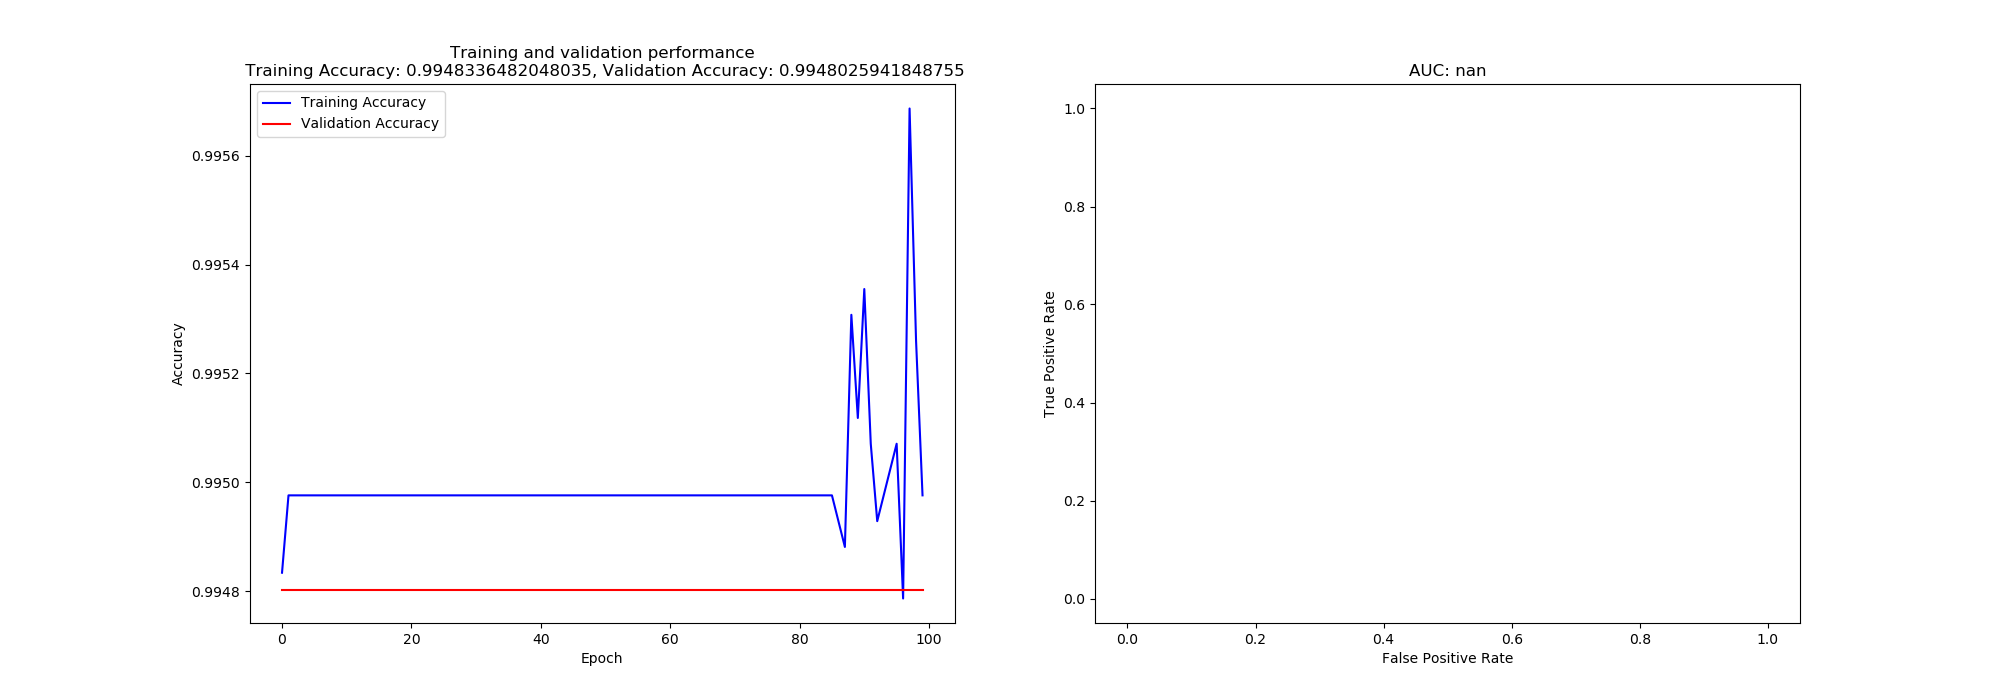 Training and validation performance
Training Accuracy: 0.9948336482048035, Validation Accuracy: 0.9948025941848755
Training Accuracy
Validation Accuracy
0.9956
0.9954
0.9952
0.9950
0.9948
Accuracy
0 20 40 60 80 100
Epoch
AUC: nan
1.0
0.8
0.6
0.4
0.2
0.0
True Positive Rate
0.0 0.2 0.4 0.6 0.8 1.0
False Positive Rate